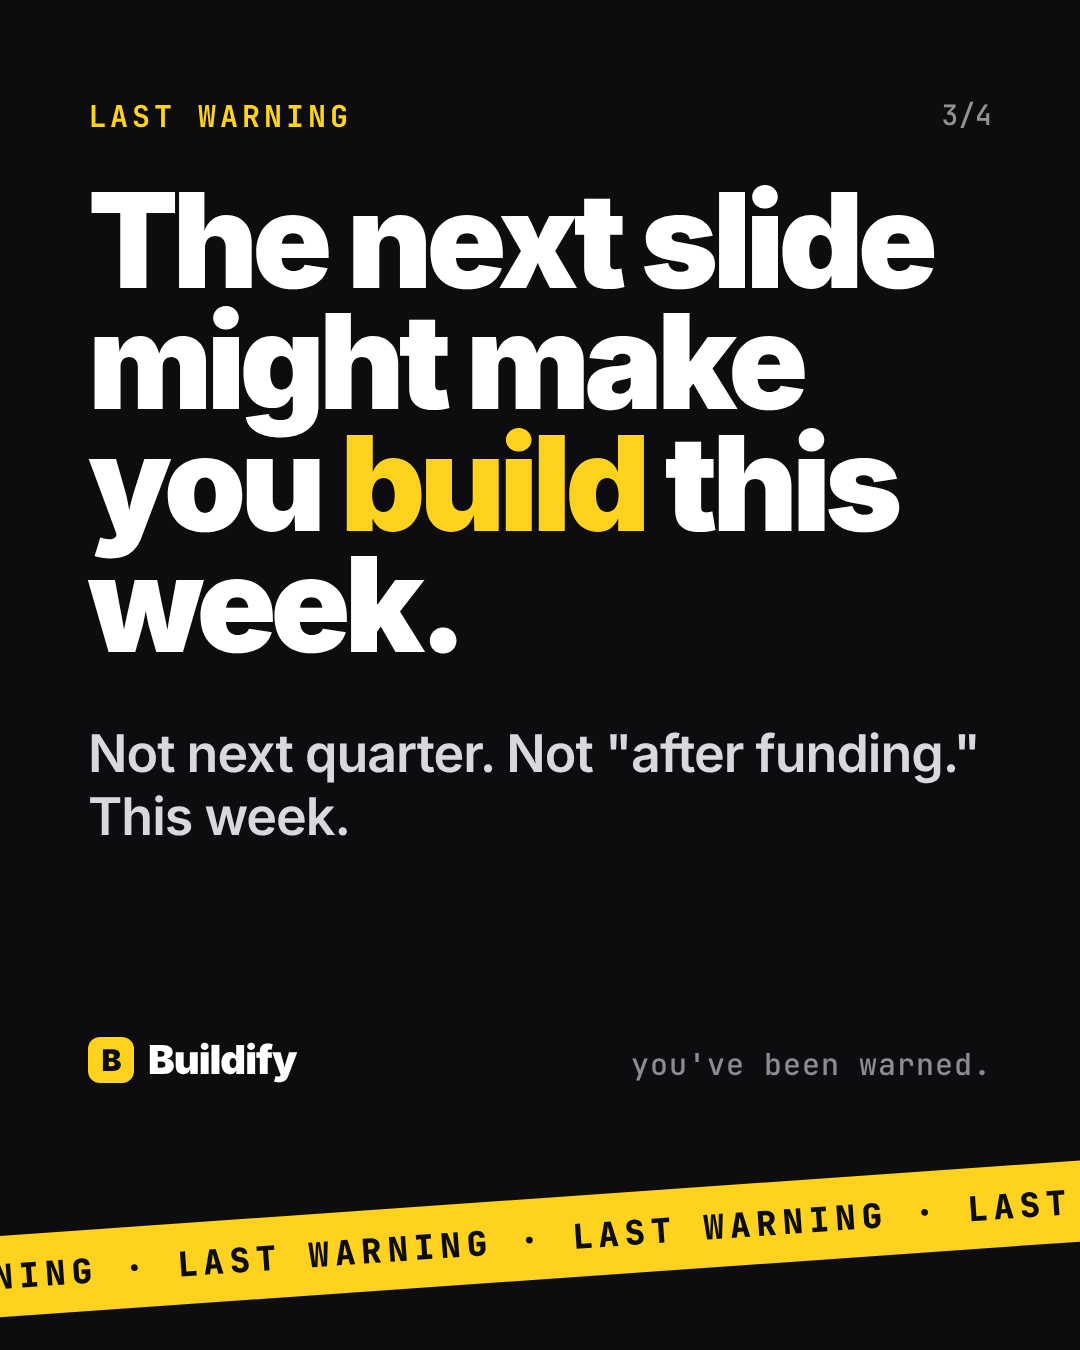 LAST WARNING
3/4
The next slide
might make
you build this
week.
Not next quarter. Not "after funding."
This week.
B Buildify
you've been warned.
NING · LAST WARNING · LAST WARNING · LAST